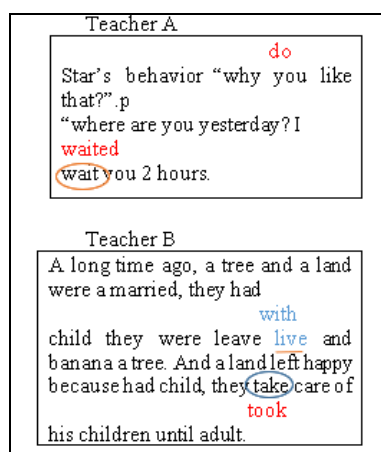 Teacher A
do
Star's behavior "why you like
that?".p
"where are you yesterday? I
waited
wait you 2 hours.
Teacher B
A long time ago, a tree and a land
were a married, they had
with
child they were leave live and
banana a tree. And a land left happy
because had child, they take care of
took
his children until adult.